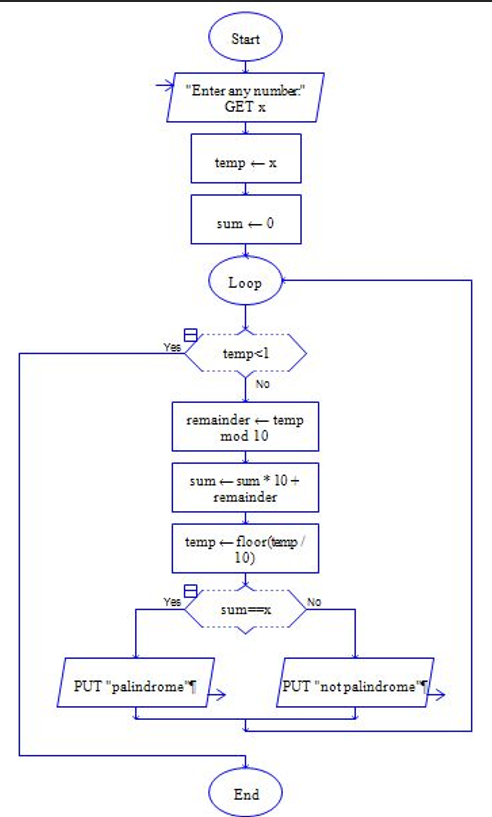 Start
"Enter any number."
GET x
temp ← x
sum ← 0
Loop
Yes
temp<1
No
remainder ← temp
mod 10
sum ← sum * 10 +
remainder
temp ← floor(temp /
10)
Yes
sum==x
No
PUT "palindrome"¶
PUT "not palindrome"¶
End